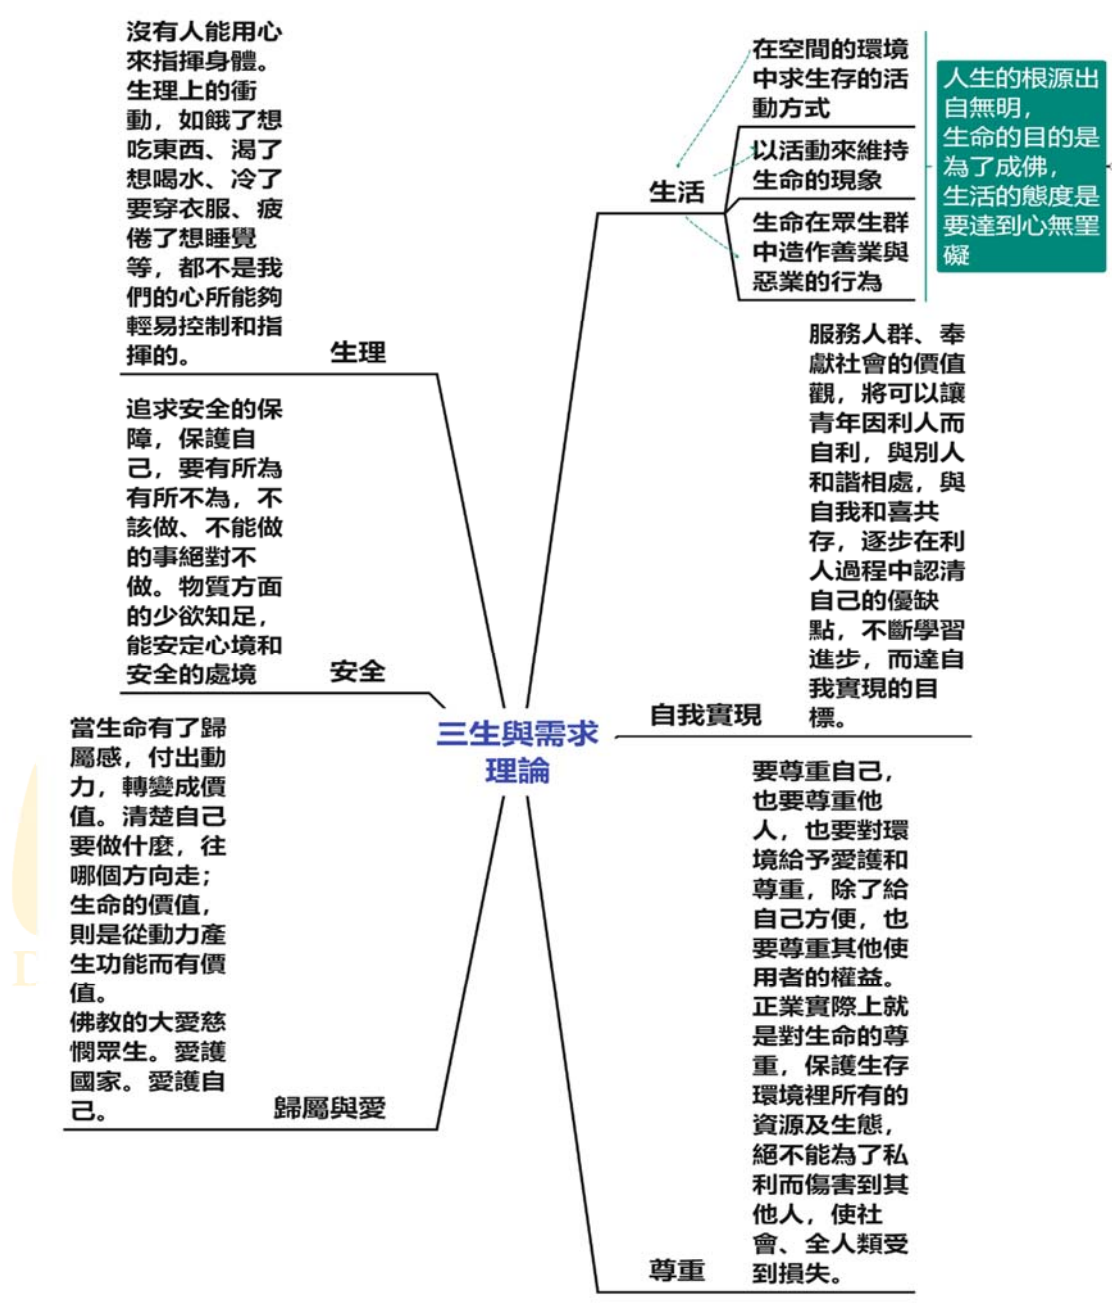 三生與需求
理論
生活
在空間的環境
中求生存的活
動方式
以活動來維持
生命的現象
生命在眾生群
中造作善業與
惡業的行為
人生的根源出
自無明，
生命的目的是
為了成佛，
生活的態度是
要達到心無罣
礙
自我實現
服務人群、奉
獻社會的價值
觀，將可以讓
青年因利人而
自利，與別人
和諧相處，與
自我和喜共
存，逐步在利
人過程中認清
自己的優缺
點，不斷學習
進步，而達自
我實現的目
標。
尊重
要尊重自己，
也要尊重他
人，也要對環
境給予愛護和
尊重，除了給
自己方便，也
要尊重其他使
用者的權益。
正業實際上就
是對生命的尊
重，保護生存
環境裡所有的
資源及生態，
絕不能為了私
利而傷害到其
他人，使社
會、全人類受
到損失。
生理
沒有人能用心
來指揮身體。
生理上的衝
動，如餓了想
吃東西、渴了
想喝水、冷了
要穿衣服、疲
倦了想睡覺
等，都不是我
們的心所能夠
輕易控制和指
揮的。
安全
追求安全的保
障，保護自
己，要有所為
有所不為，不
該做、不能做
的事絕對不
做。物質方面
的少欲知足，
能安定心境和
安全的處境
歸屬與愛
當生命有了歸
屬感，付出動
力，轉變成價
值。清楚自己
要做什麼，往
哪個方向走；
生命的價值，
則是從動力產
生功能而有價
值。
佛教的大愛慈
憫眾生。愛護
國家。愛護自
己。